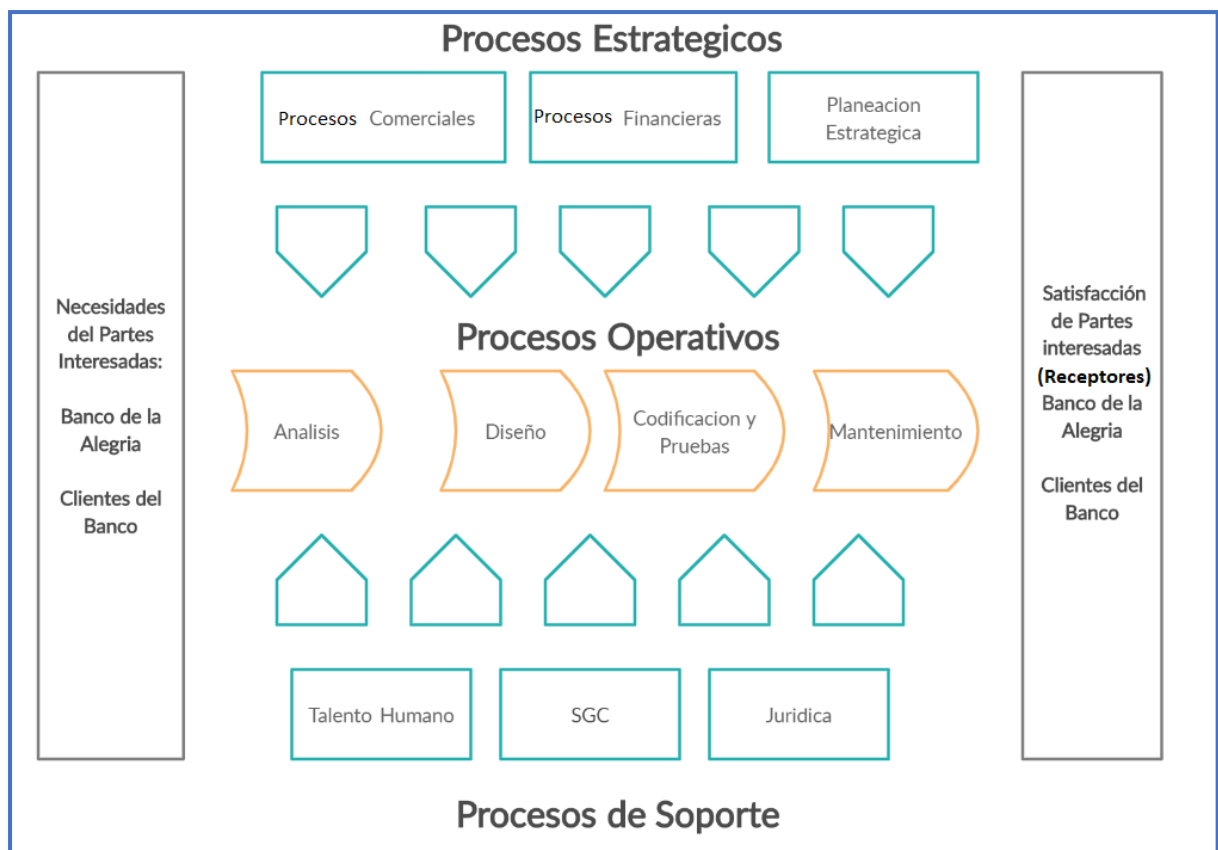 Procesos Estrategicos
Procesos Comerciales
Procesos Financieras
Planeacion
Estrategica
Necesidades
del Partes
Interesadas:
Banco de la
Alegria
Clientes del
Banco
Procesos Operativos
Analisis
Diseño
Codificacion y
Pruebas
Mantenimiento
Satisfacción
de Partes
interesadas
(Receptores)
Banco de la
Alegria
Clientes del
Banco
Talento Humano
SGC
Juridica
Procesos de Soporte